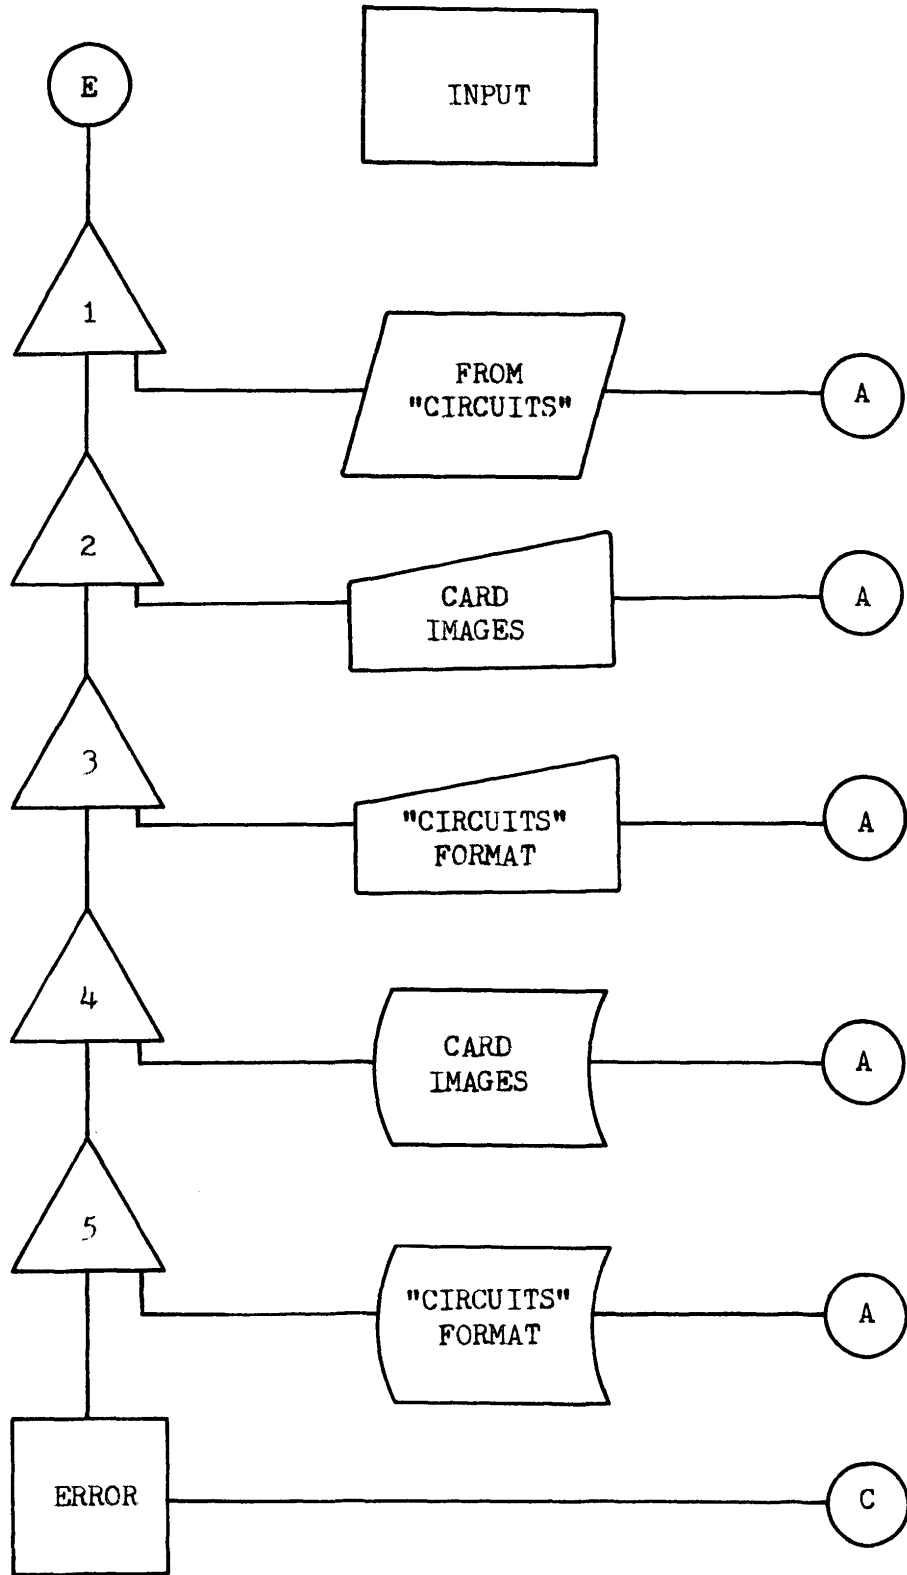 E
INPUT
1
FROM
"CIRCUITS"
A
2
CARD
IMAGES
A
3
"CIRCUITS"
FORMAT
A
4
CARD
IMAGES
A
5
"CIRCUITS"
FORMAT
A
ERROR
C